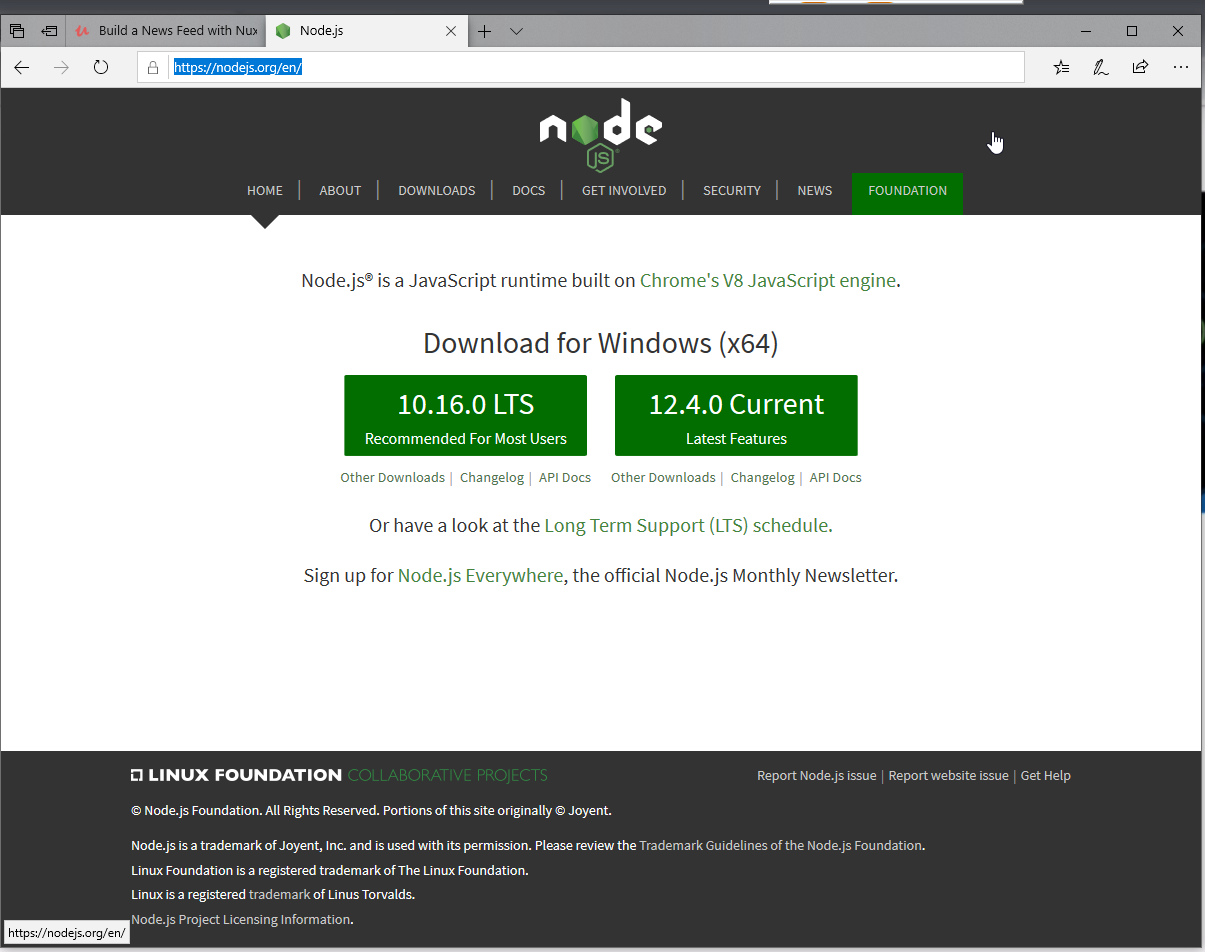 Build a News Feed with Nux
Node.js
https://nodejs.org/en/
node
JS
HOME | ABOUT | DOWNLOADS | DOCS | GET INVOLVED | SECURITY | NEWS FOUNDATION
Node.js® is a JavaScript runtime built on Chrome's V8 JavaScript engine.
Download for Windows (x64)
10.16.0 LTS
Recommended For Most Users
12.4.0 Current
Latest Features
Other Downloads | Changelog | API Docs
Other Downloads | Changelog | API Docs
Or have a look at the Long Term Support (LTS) schedule.
Sign up for Node.js Everywhere, the official Node.js Monthly Newsletter.
LINUX FOUNDATION COLLABORATIVE PROJECTS
Report Node.js issue | Report website issue | Get Help
© Node.js Foundation. All Rights Reserved. Portions of this site originally © Joyent.
Node.js is a trademark of Joyent, Inc. and is used with its permission. Please review the Trademark Guidelines of the Node.js Foundation.
Linux Foundation is a registered trademark of The Linux Foundation.
Linux is a registered trademark of Linus Torvalds.
Node.js Project Licensing Information.
https://nodejs.org/en/